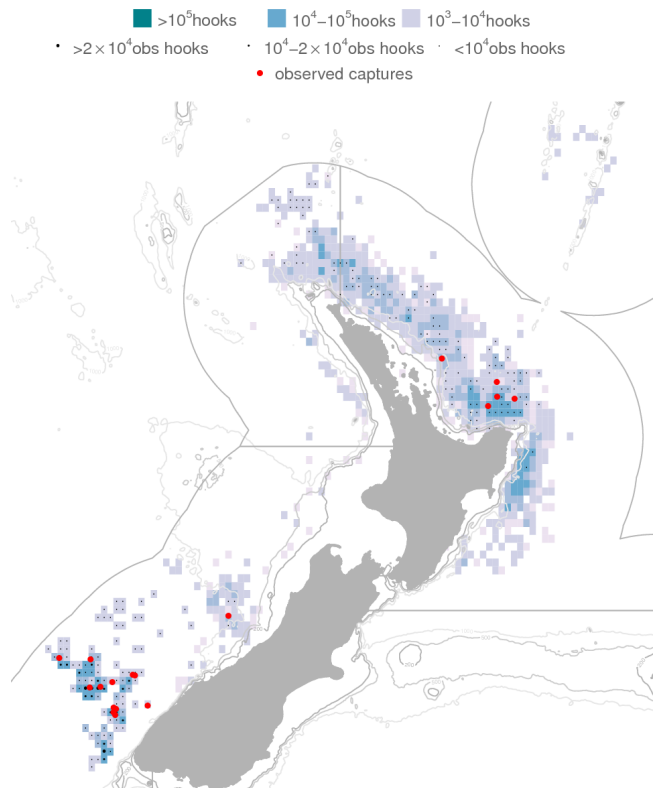 >10⁵hooks 10⁴–10⁵hooks 10³–10⁴hooks
>2×10⁴obs hooks 10⁴–2×10⁴obs hooks <10⁴obs hooks
observed captures